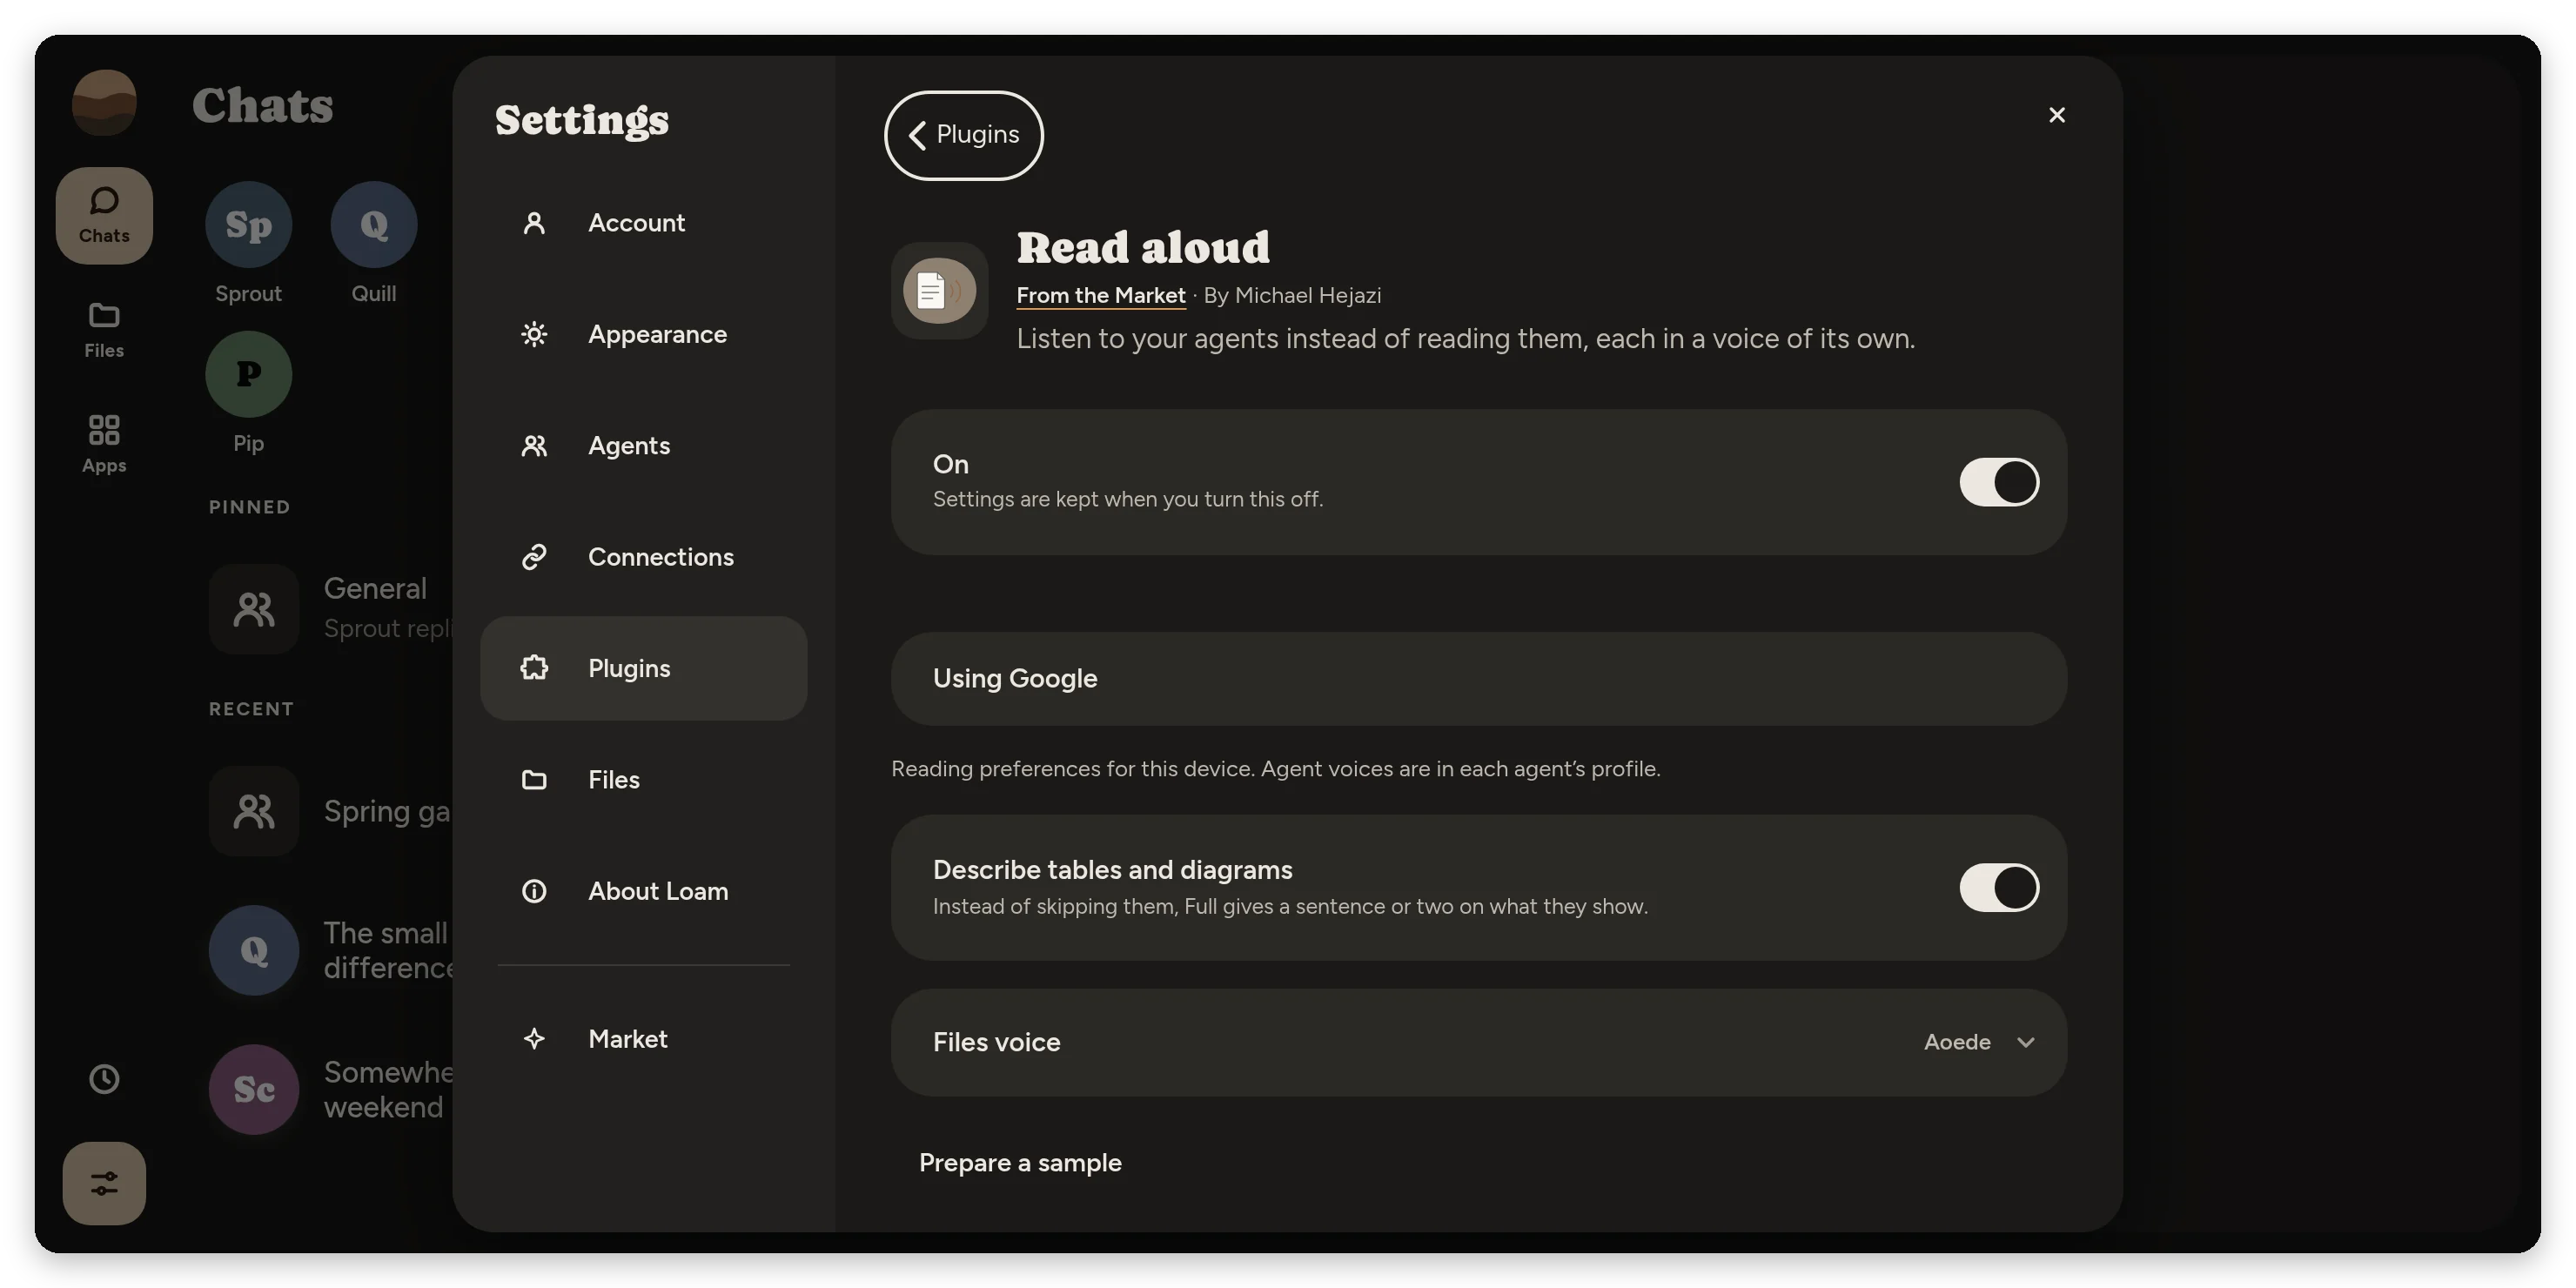 Chats
Chats
Files
Apps
Sp
Sprout
Q
Quill
P
Pip
PINNED
General
Sprout repli
RECENT
Spring ga
Q
The small
difference
Sc
Somewhe
weekend
Settings
Account
Appearance
Agents
Connections
Plugins
Files
About Loam
Market
Plugins
Read aloud
From the Market · By Michael Hejazi
Listen to your agents instead of reading them, each in a voice of its own.
On
Settings are kept when you turn this off.
Using Google
Reading preferences for this device. Agent voices are in each agent’s profile.
Describe tables and diagrams
Instead of skipping them, Full gives a sentence or two on what they show.
Files voice
Aoede
Prepare a sample